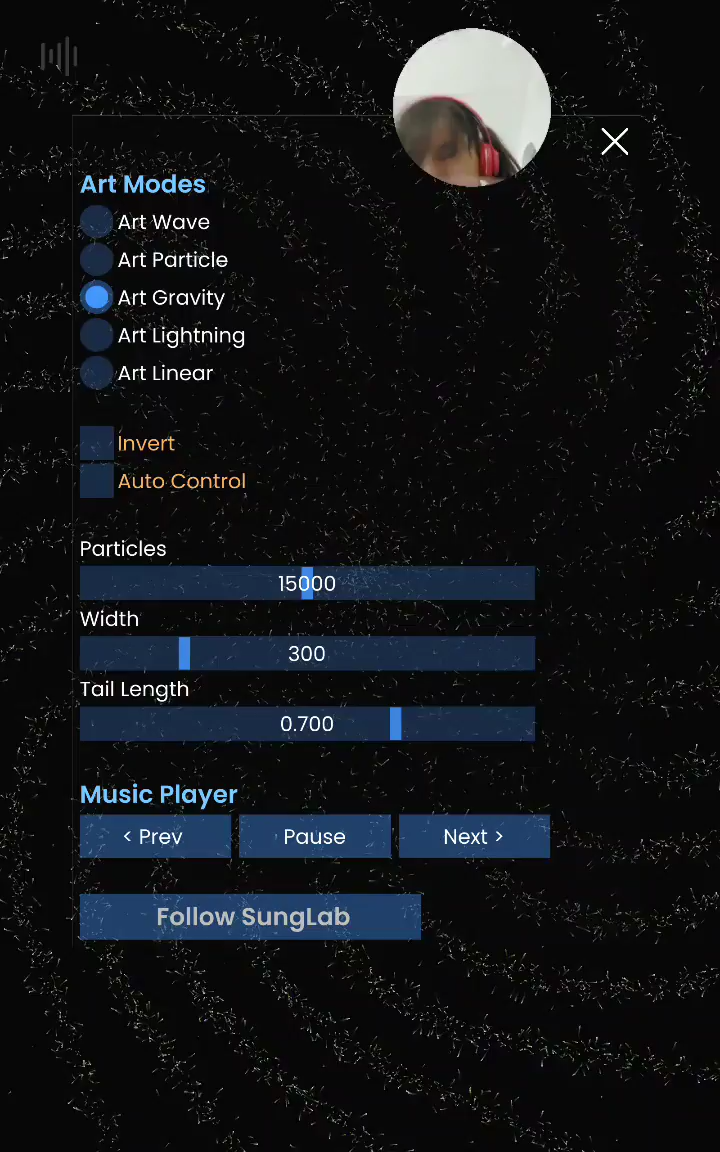 Art Modes
Art Wave
Art Particle
Art Gravity
Art Lightning
Art Linear
Invert
Auto Control
Particles
15000
Width
300
Tail Length
0.700
Music Player
< Prev
Pause
Next >
Follow SungLab